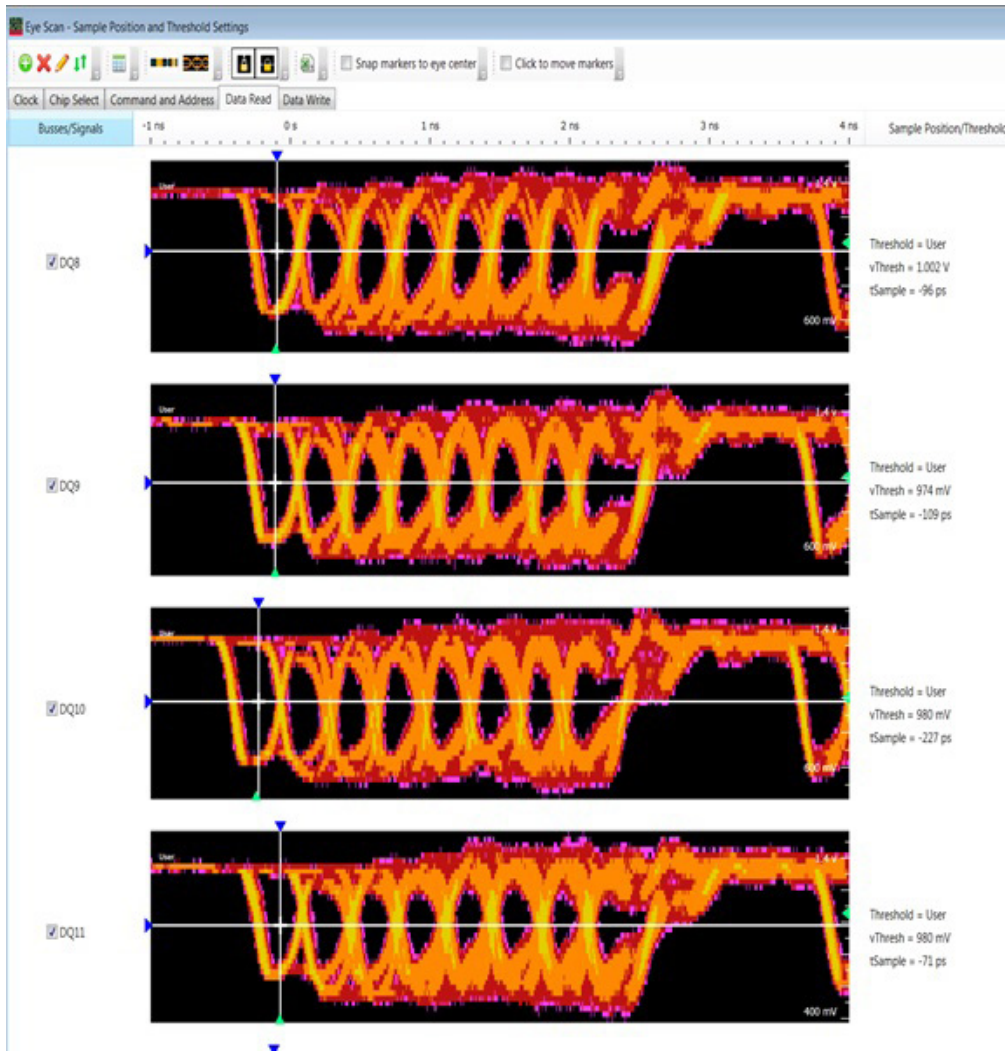 Eye Scan - Sample Position and Threshold Settings
Snap markers to eye center
Click to move markers
Clock Chip Select Command and Address Data Read Data Write
Busses/Signals -1 ns 0 s 1 ns 2 ns 3 ns 4 ns Sample Position/Threshold
User 1.4 v
DQ8
Threshold = User
vThresh = 1.002 V
tSample = -96 ps
600 mV
User 1.4 v
DQ9
Threshold = User
vThresh = 974 mV
tSample = -109 ps
600 mV
User 1.4 v
DQ10
Threshold = User
vThresh = 980 mV
tSample = -227 ps
600 mV
User 1.4 v
DQ11
Threshold = User
vThresh = 980 mV
tSample = -71 ps
400 mV